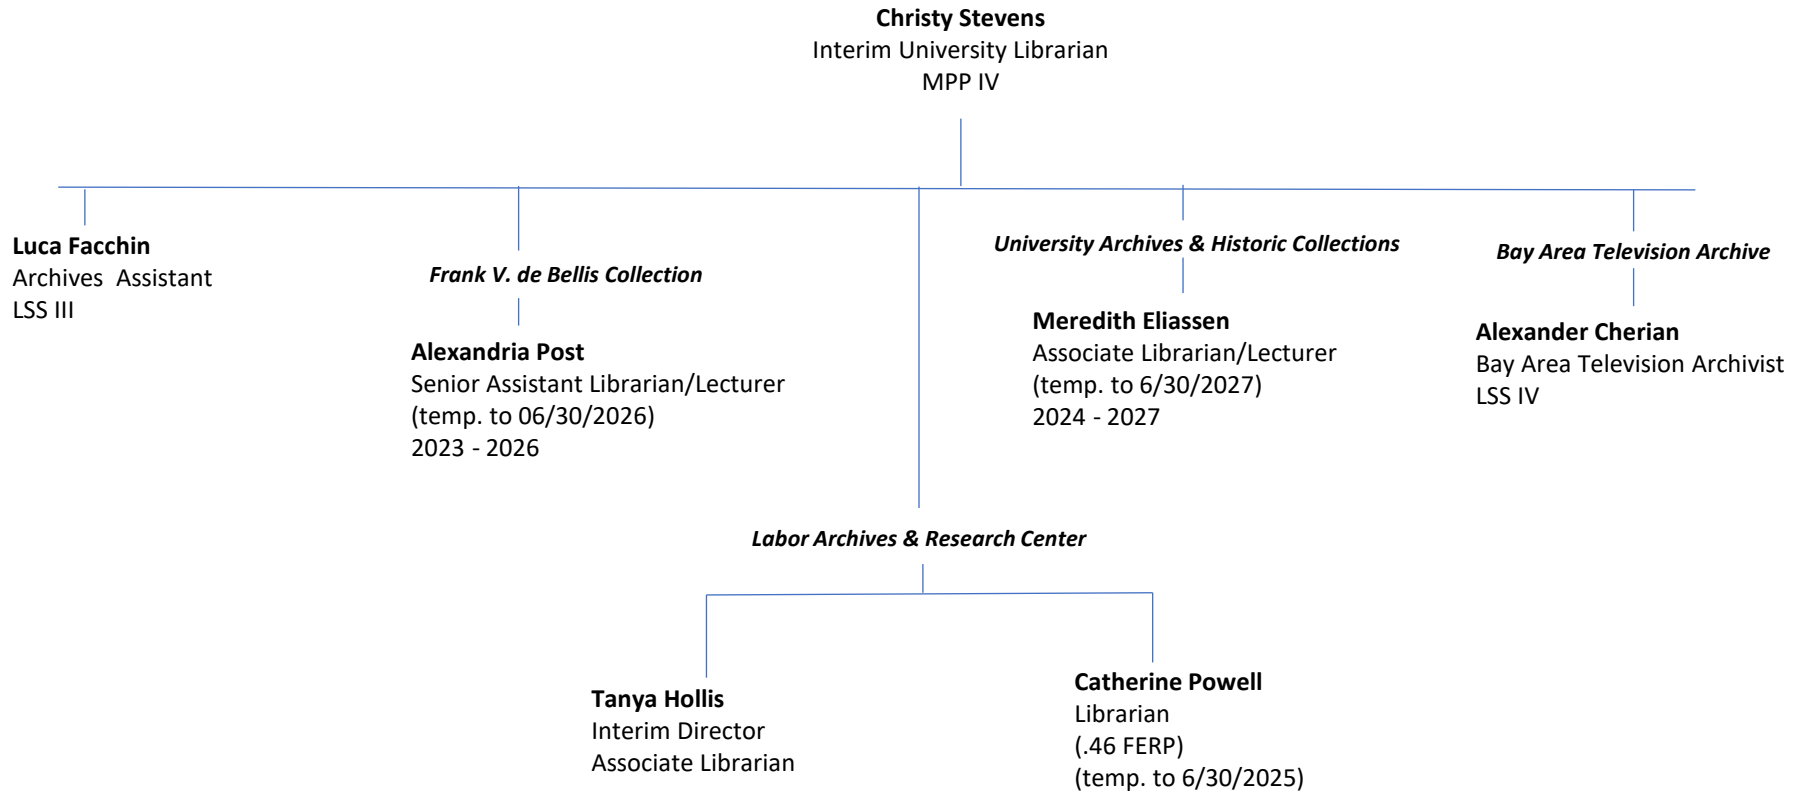 Christy Stevens
Interim University Librarian
MPP IV
Luca Facchin
Archives Assistant
LSS III
Frank V. de Bellis Collection
Alexandria Post
Senior Assistant Librarian/Lecturer
(temp. to 06/30/2026)
2023 - 2026
University Archives & Historic Collections
Meredith Eliassen
Associate Librarian/Lecturer
(temp. to 6/30/2027)
2024 - 2027
Bay Area Television Archive
Alexander Cherian
Bay Area Television Archivist
LSS IV
Labor Archives & Research Center
Tanya Hollis
Interim Director
Associate Librarian
Catherine Powell
Librarian
(.46 FERP)
(temp. to 6/30/2025)